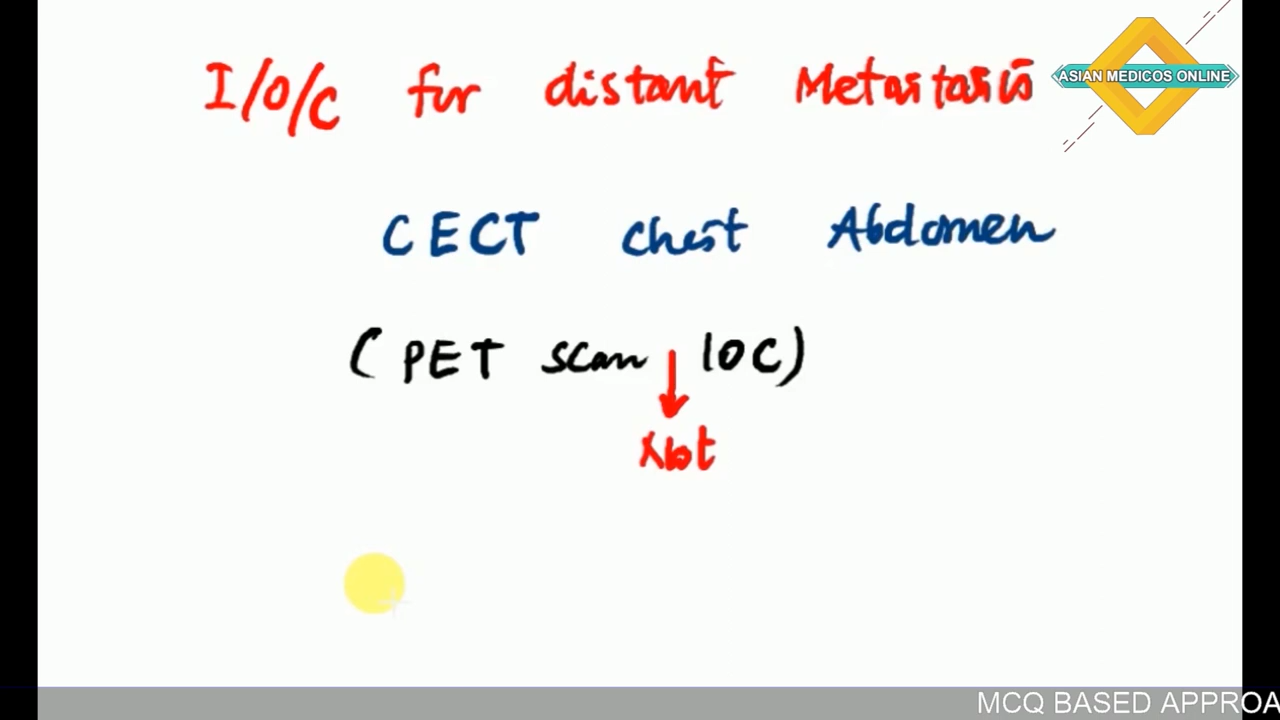 I/O/C for distant Metastasis
ASIAN MEDICOS ONLINE
CECT chest Abdomen
(PET scan IOC)
Not
MCQ BASED APPROA